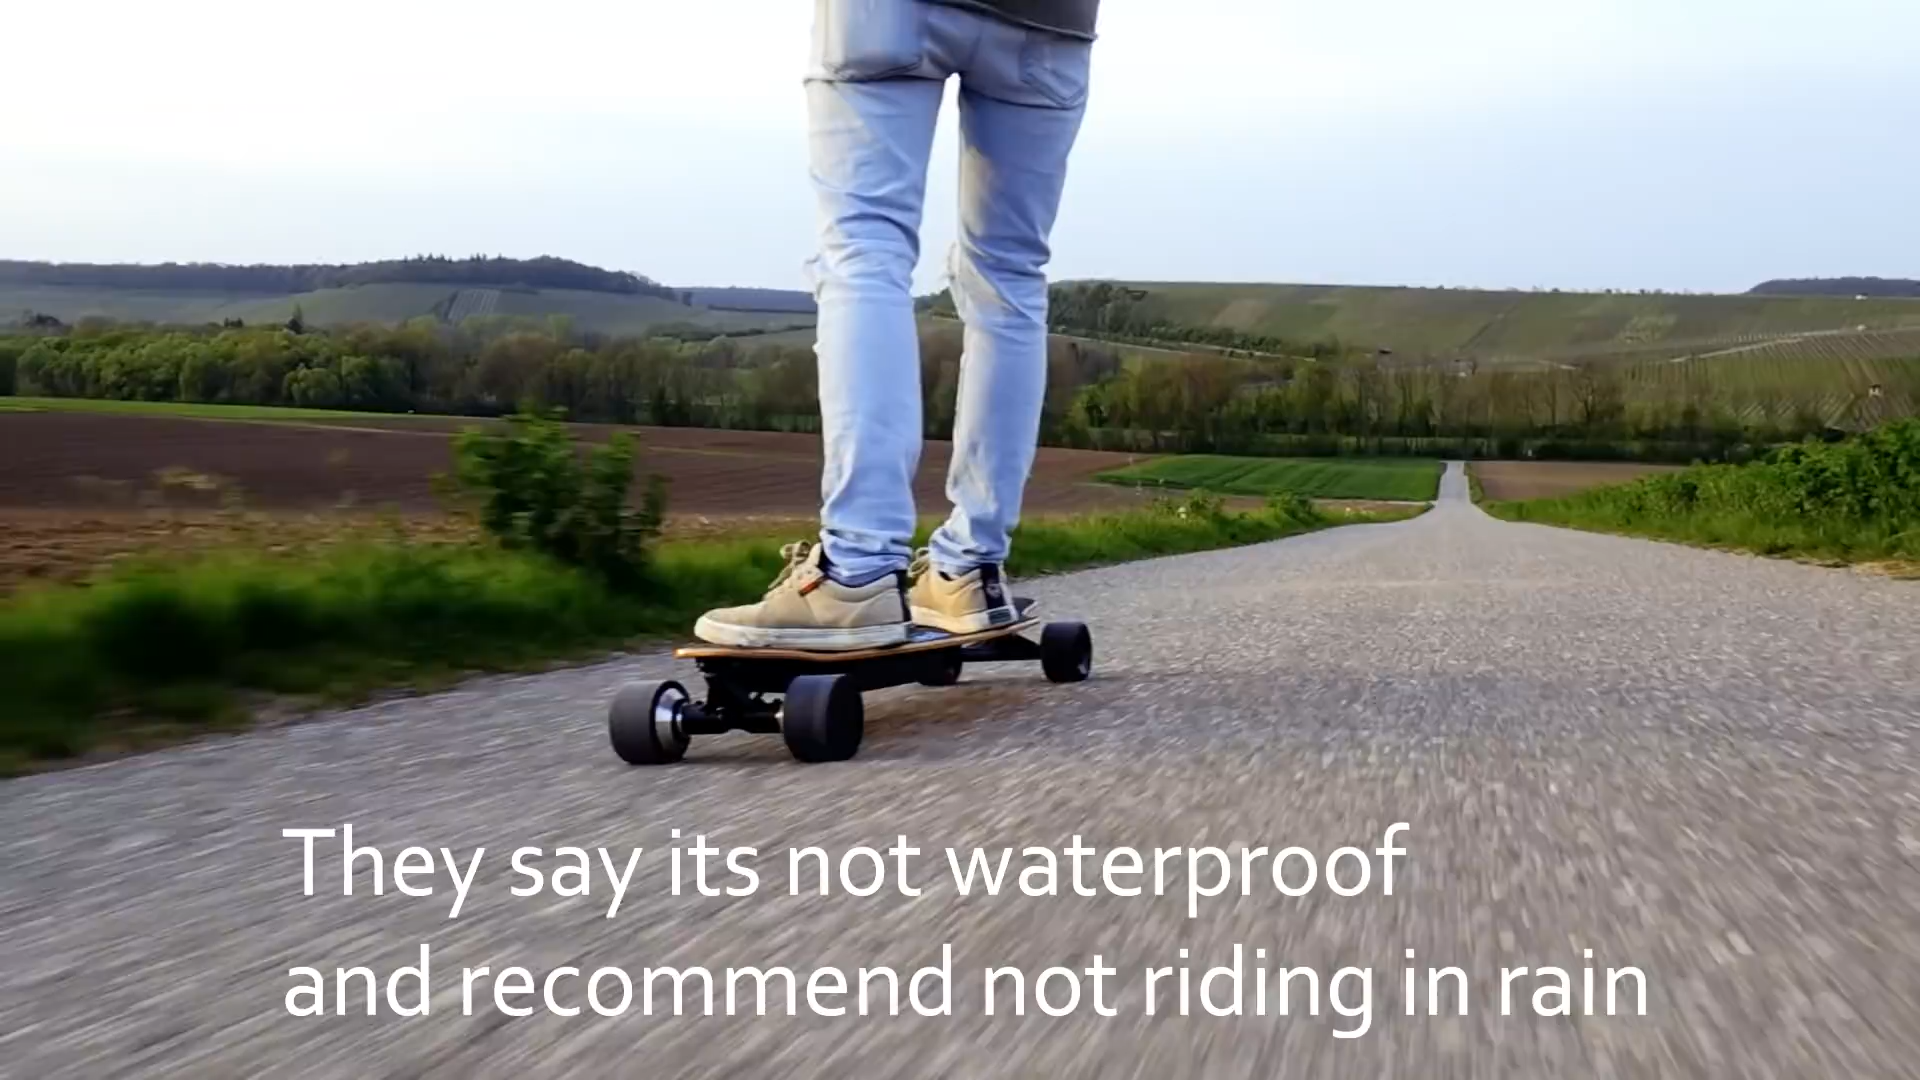 They say its not waterproof
and recommend not riding in rain